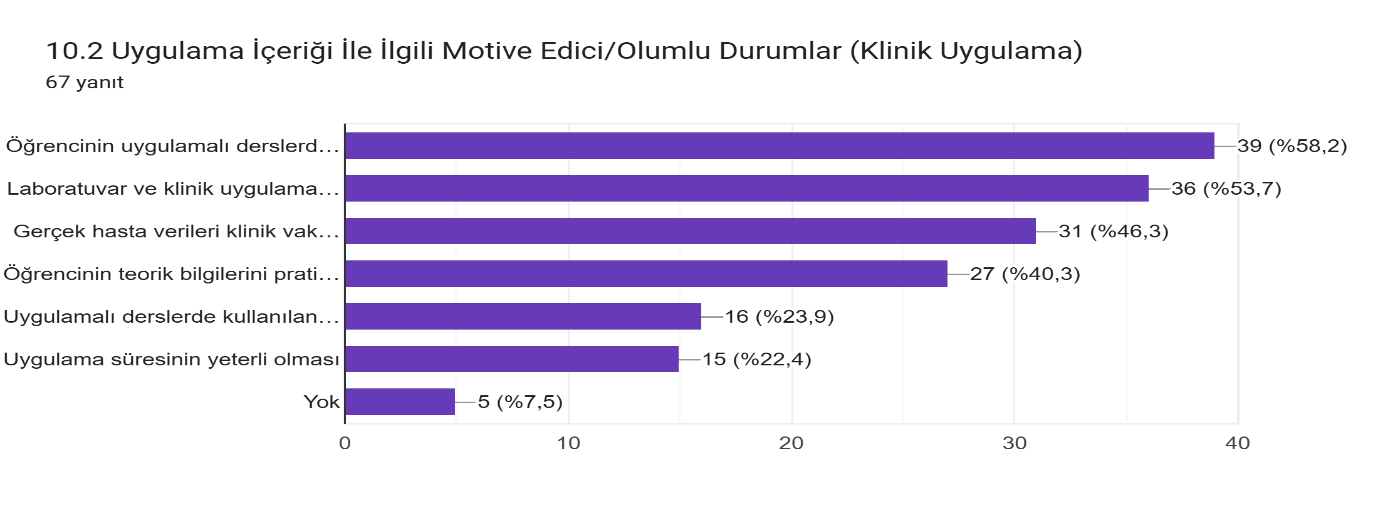 10.2 Uygulama İçeriği İle İlgili Motive Edici/Olumlu Durumlar (Klinik Uygulama)
67 yanıt
Öğrencinin uygulamalı derslerd… 39 (%58,2)
Laboratuvar ve klinik uygulama… 36 (%53,7)
Gerçek hasta verileri klinik vak… 31 (%46,3)
Öğrencinin teorik bilgilerini prati… 27 (%40,3)
Uygulamalı derslerde kullanılan… 16 (%23,9)
Uygulama süresinin yeterli olması 15 (%22,4)
Yok 5 (%7,5)
0 10 20 30 40